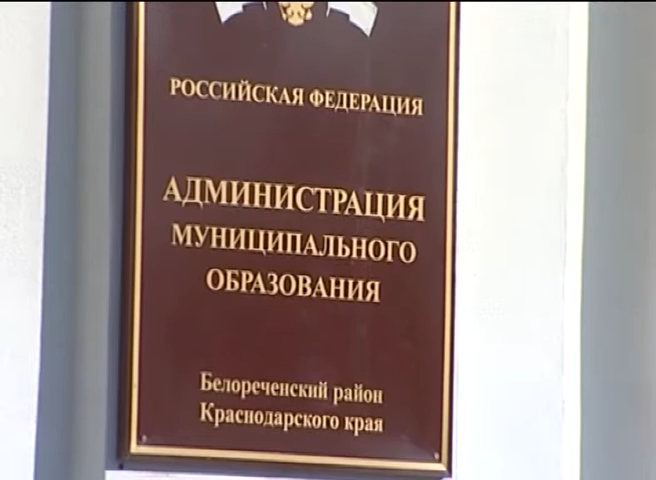 РОССИЙСКАЯ ФЕДЕРАЦИЯ
АДМИНИСТРАЦИЯ
МУНИЦИПАЛЬНОГО
ОБРАЗОВАНИЯ
Белореченский район
Краснодарского края